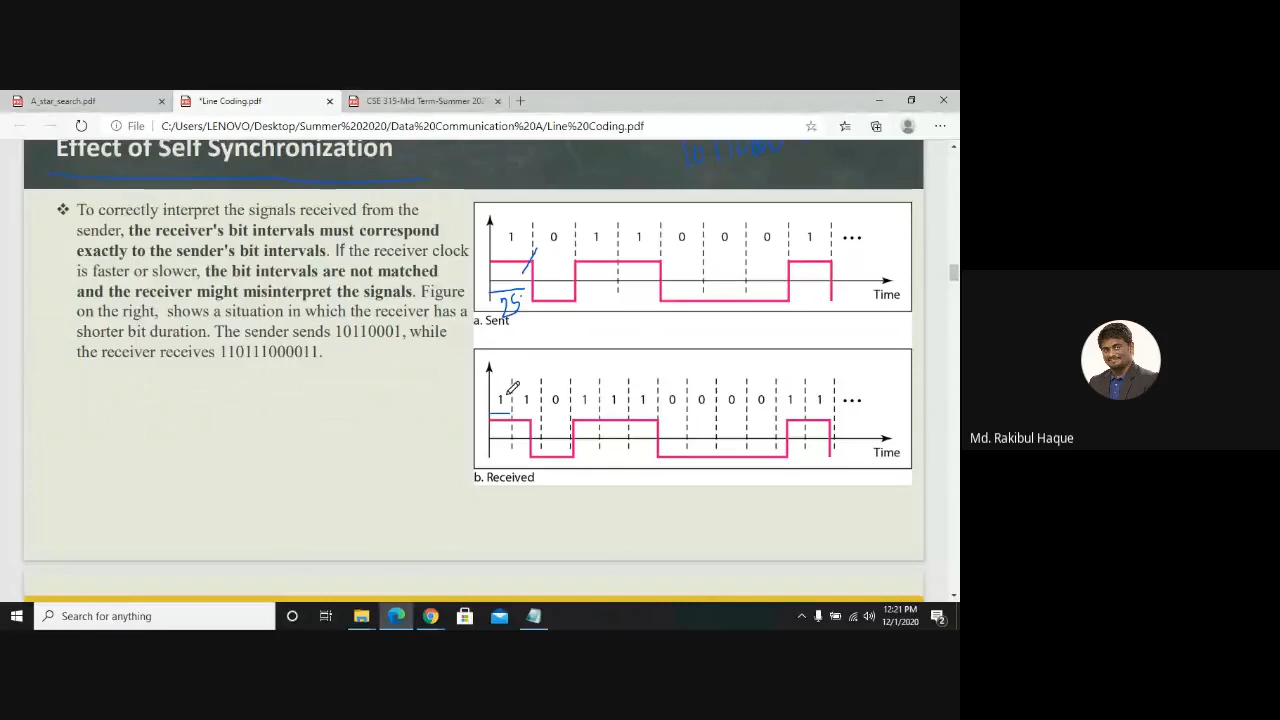 A_star_search.pdf
*Line Coding.pdf
CSE 315-Mid Term-Summer 202
File
C:/Users/LENOVO/Desktop/Summer%202020/Data%20Communication%20A/Line%20Coding.pdf
Effect of Self Synchronization
❖ To correctly interpret the signals received from the
sender, the receiver's bit intervals must correspond
exactly to the sender's bit intervals. If the receiver clock
is faster or slower, the bit intervals are not matched
and the receiver might misinterpret the signals. Figure
on the right, shows a situation in which the receiver has a
shorter bit duration. The sender sends 10110001, while
the receiver receives 110111000011.
1 0 1 1 0 0 0 1 •••
Time
a. Sent
1 1 0 1 1 1 0 0 0 0 1 1 •••
Time
b. Received
Md. Rakibul Haque
Search for anything
12:21 PM
12/1/2020
2